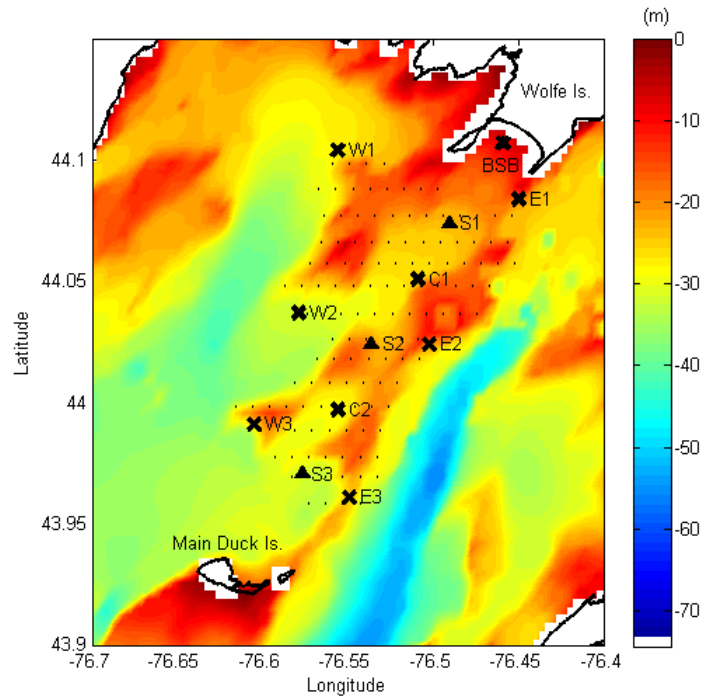 (m)
0
-10
-20
-30
-40
-50
-60
-70
Wolfe Is.
BSB
W1
E1
S1
C1
W2
S2
E2
C2
W3
S3
E3
Main Duck Is.
44.1
44.05
44
43.95
43.9
Latitude
-76.7
-76.65
-76.6
-76.55
-76.5
-76.45
-76.4
Longitude